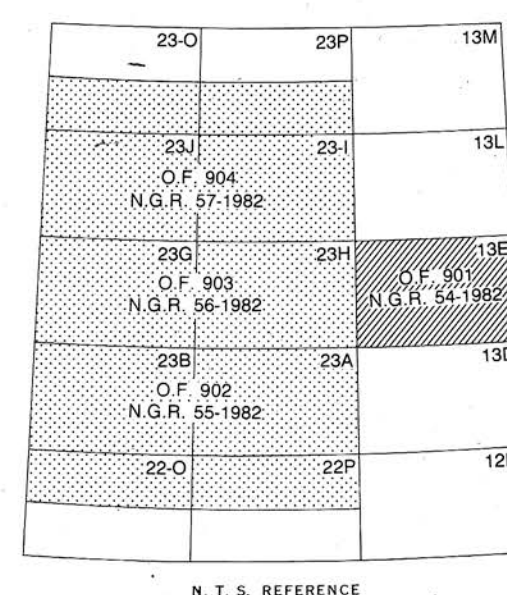 23-O 23P 13M
23J 23-I 13L
O.F. 904
N.G.R. 57-1982
23G 23H 13E
O.F. 903 O.F. 901
N.G.R. 56-1982 N.G.R. 54-1982
23B 23A
O.F. 902
N.G.R. 55-1982
22-O 22P
N. T. S. REFERENCE